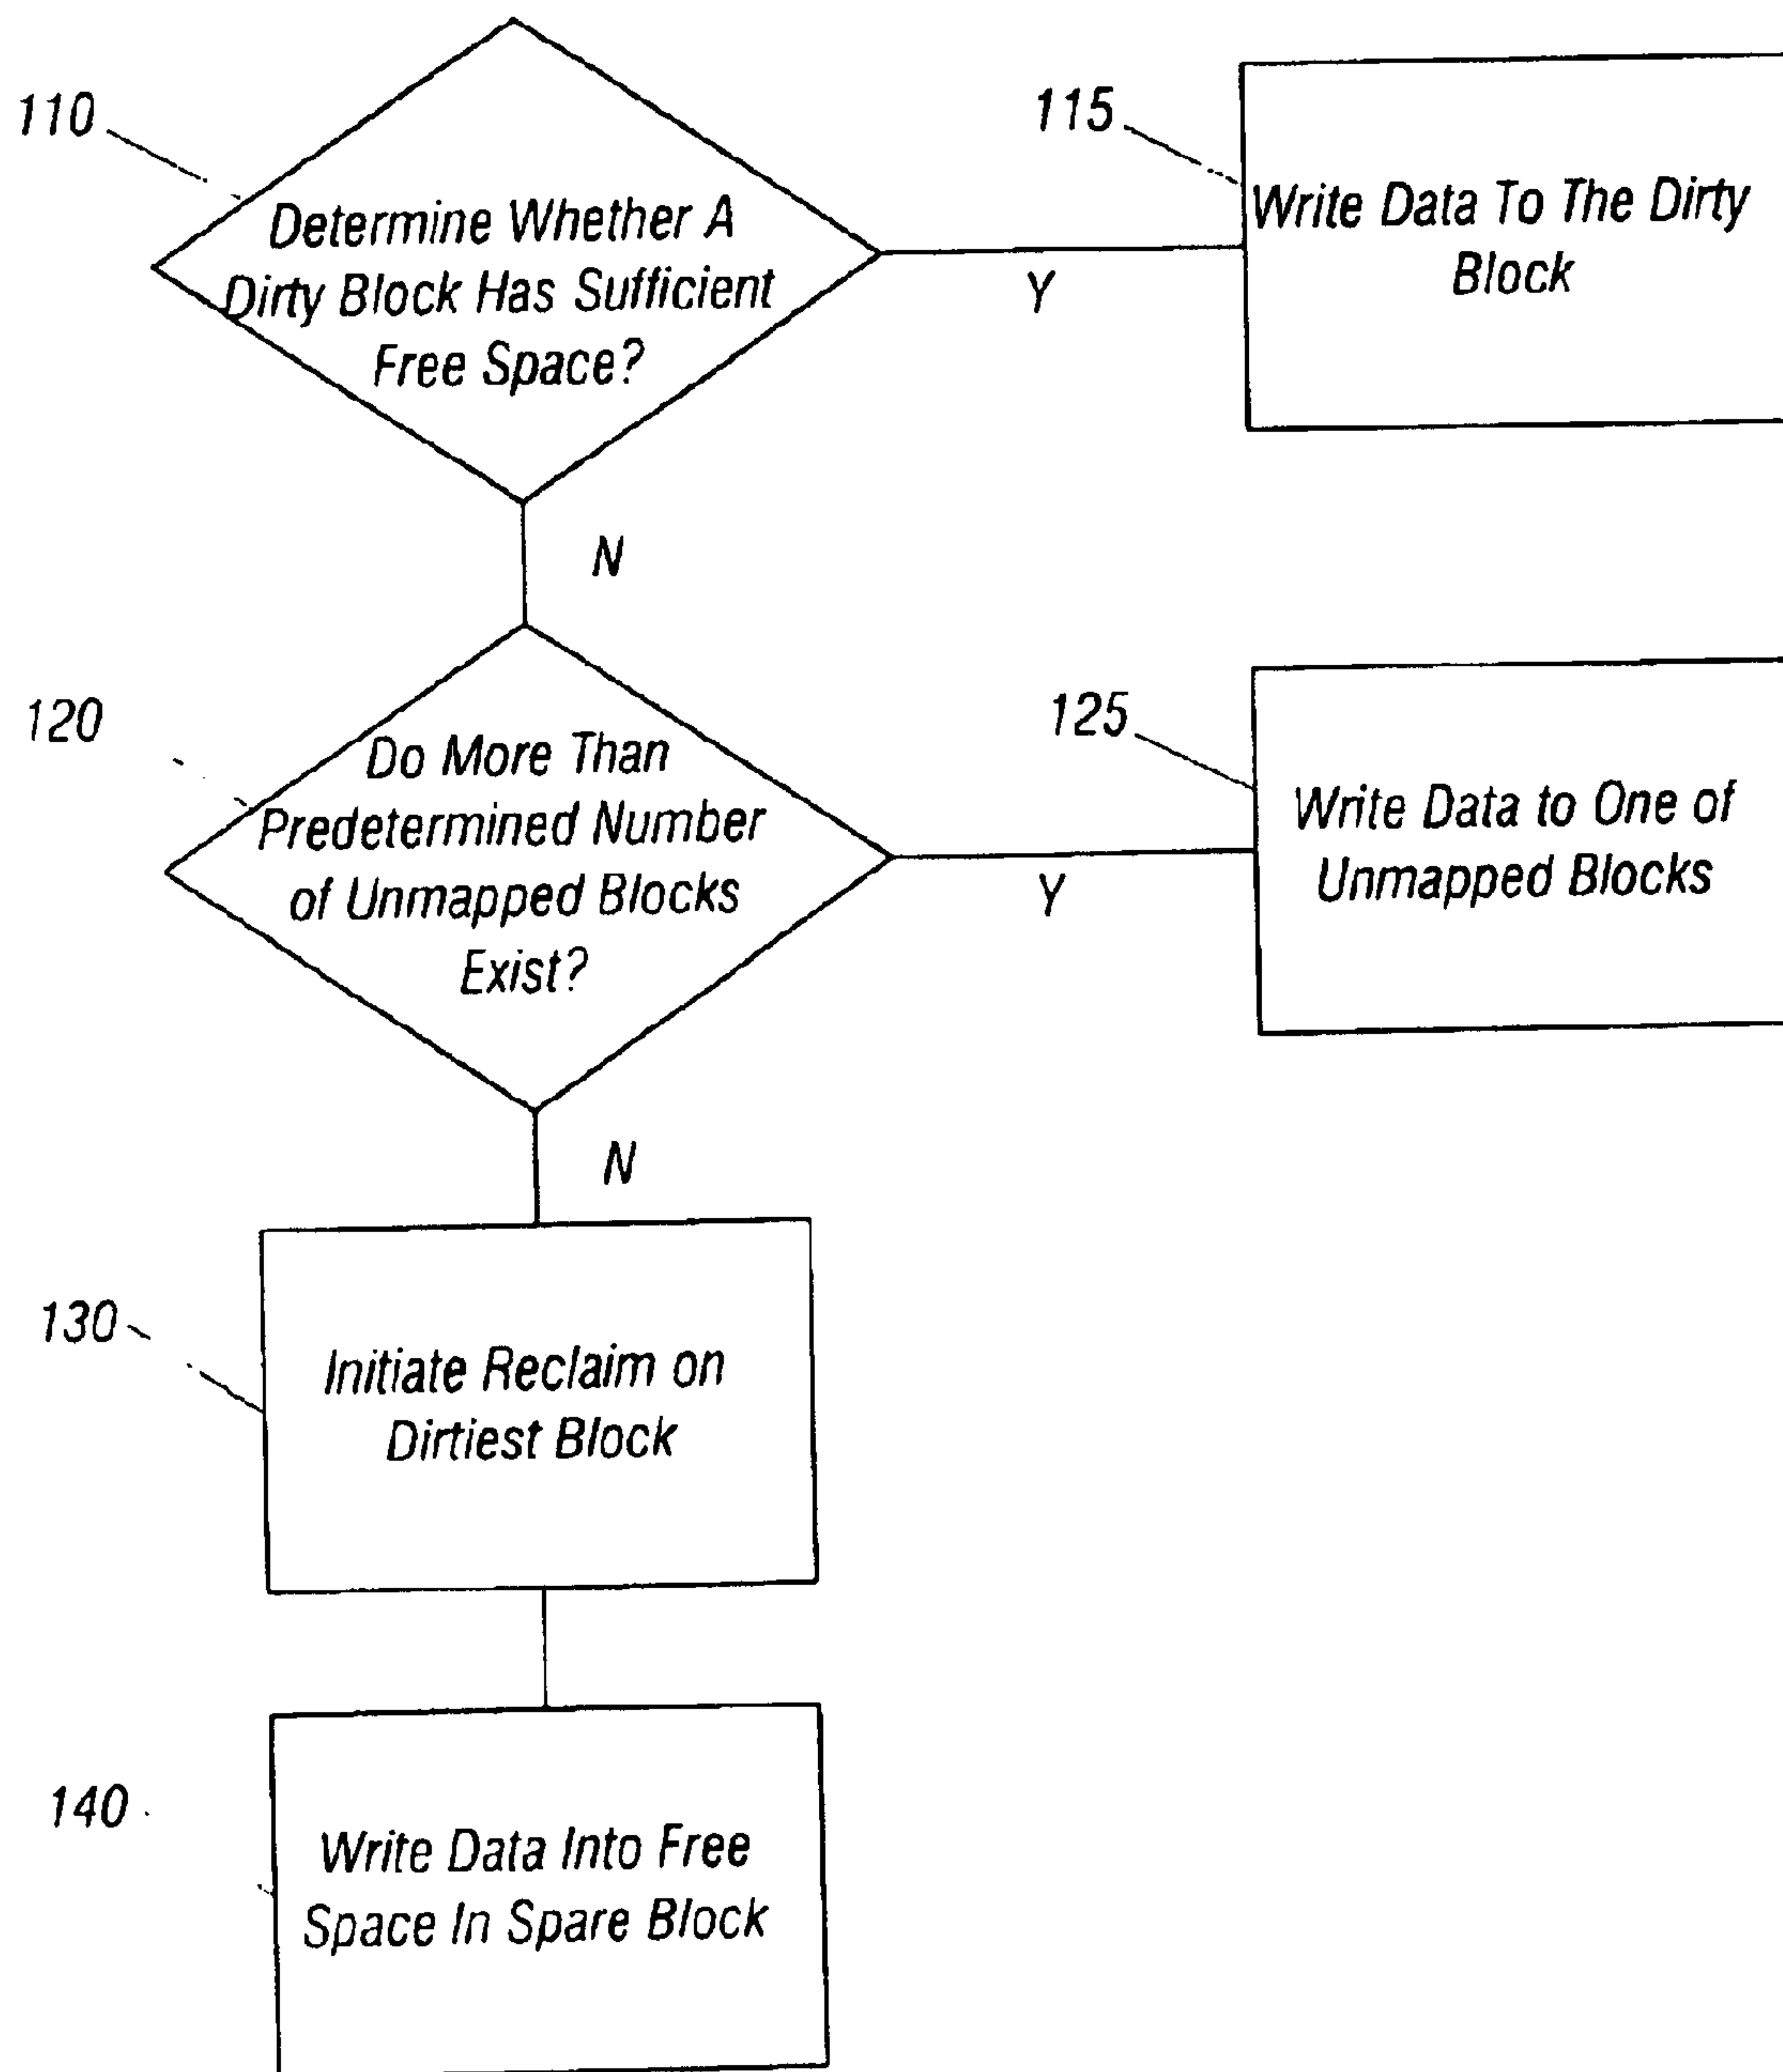 110
Determine Whether A
Dirty Block Has Sufficient
Free Space?
Y
115
Write Data To The Dirty
Block
N
120
Do More Than
Predetermined Number
of Unmapped Blocks
Exist?
Y
125
Write Data to One of
Unmapped Blocks
N
130
Initiate Reclaim on
Dirtiest Block
140
Write Data Into Free
Space In Spare Block